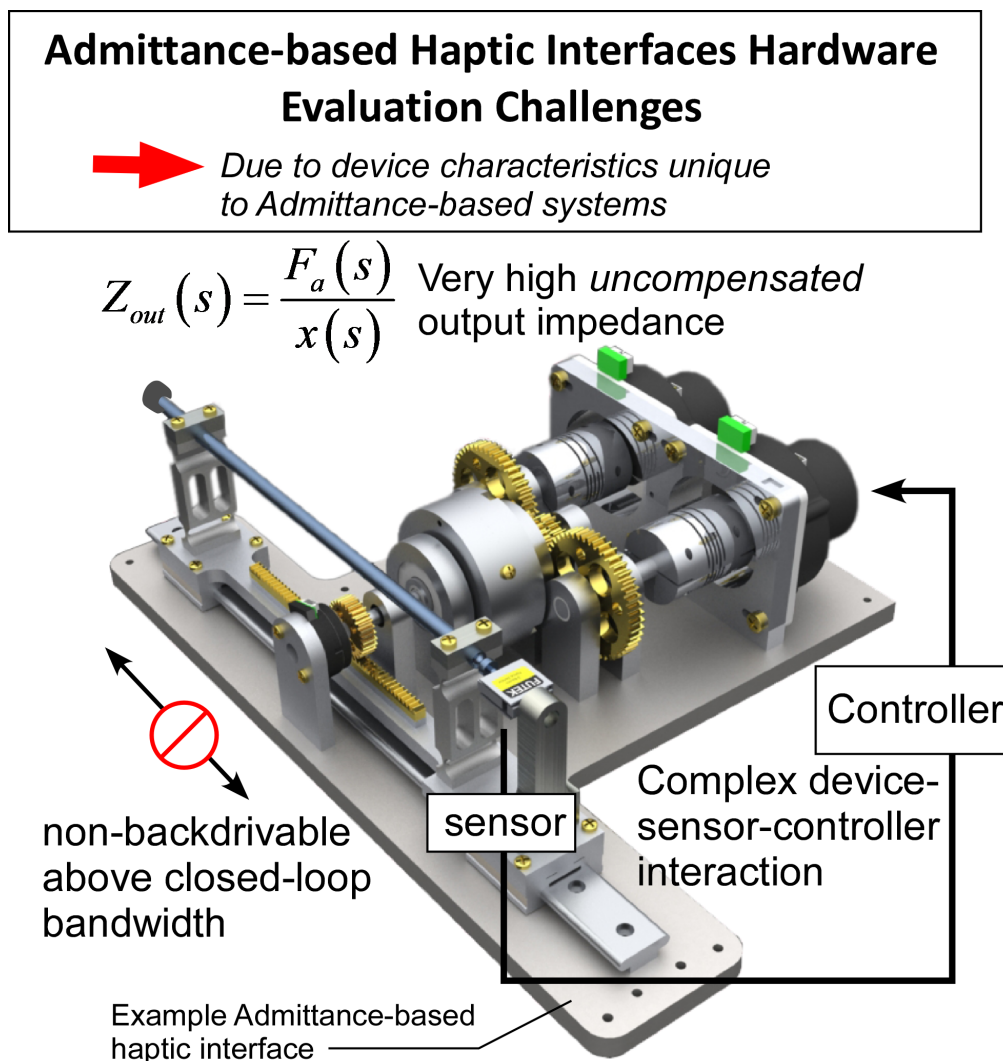 Admittance-based Haptic Interfaces Hardware
Evaluation Challenges
Due to device characteristics unique
to Admittance-based systems
Z_out(s) = F_a(s) / x(s)
Very high uncompensated
output impedance
FUTEK
Controller
sensor
Complex device-
sensor-controller
interaction
non-backdrivable
above closed-loop
bandwidth
Example Admittance-based
haptic interface